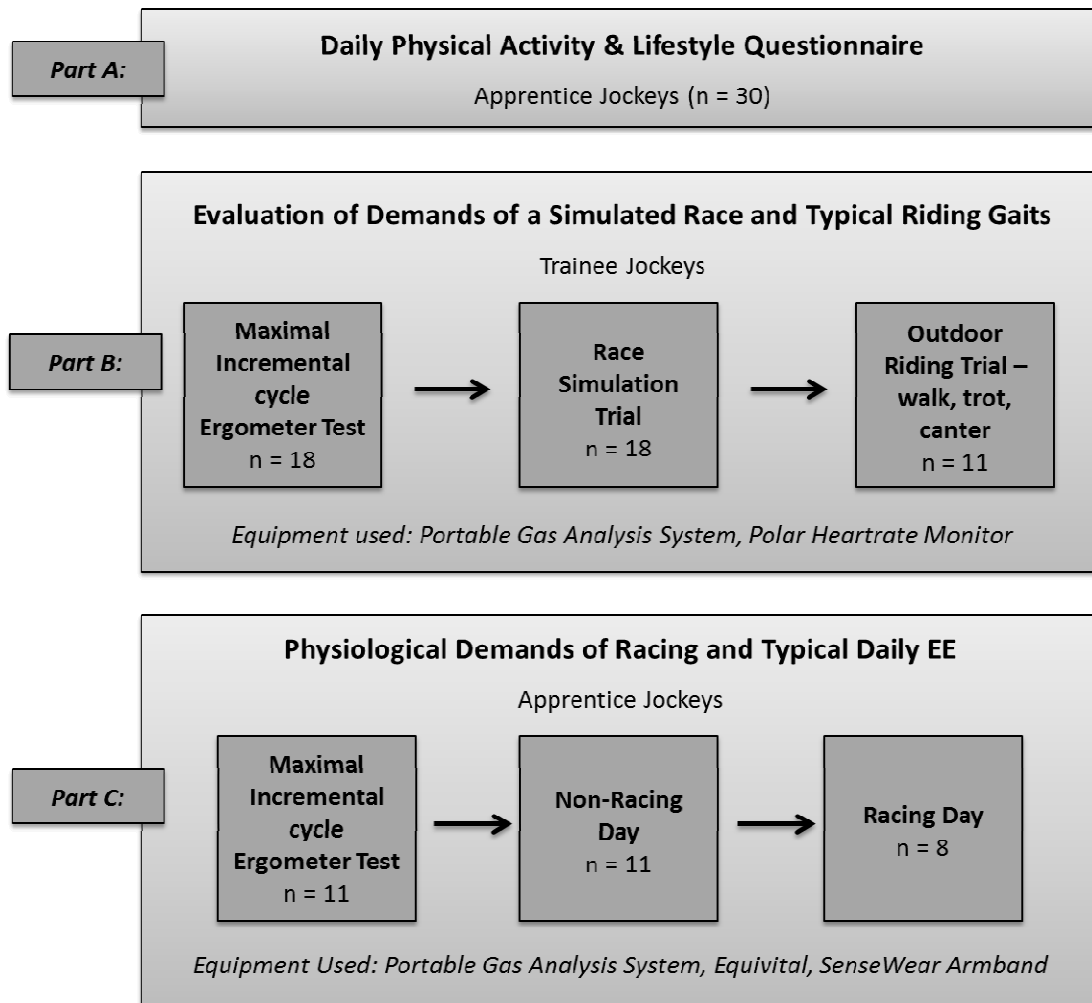 Part A:
Daily Physical Activity & Lifestyle Questionnaire
Apprentice Jockeys (n = 30)
Part B:
Evaluation of Demands of a Simulated Race and Typical Riding Gaits
Trainee Jockeys
Maximal
Incremental
cycle
Ergometer Test
n = 18
Race
Simulation
Trial
n = 18
Outdoor
Riding Trial –
walk, trot,
canter
n = 11
Equipment used: Portable Gas Analysis System, Polar Heartrate Monitor
Part C:
Physiological Demands of Racing and Typical Daily EE
Apprentice Jockeys
Maximal
Incremental
cycle
Ergometer Test
n = 11
Non-Racing
Day
n = 11
Racing Day
n = 8
Equipment Used: Portable Gas Analysis System, Equivital, SenseWear Armband